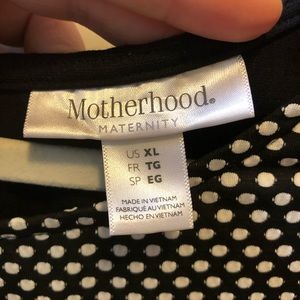 Motherhood®
MATERNITY
US XL
FR TG
SP EG
MADE IN VIETNAM
FABRIQUÉ AU VIETNAM
HECHO EN VIETNAM